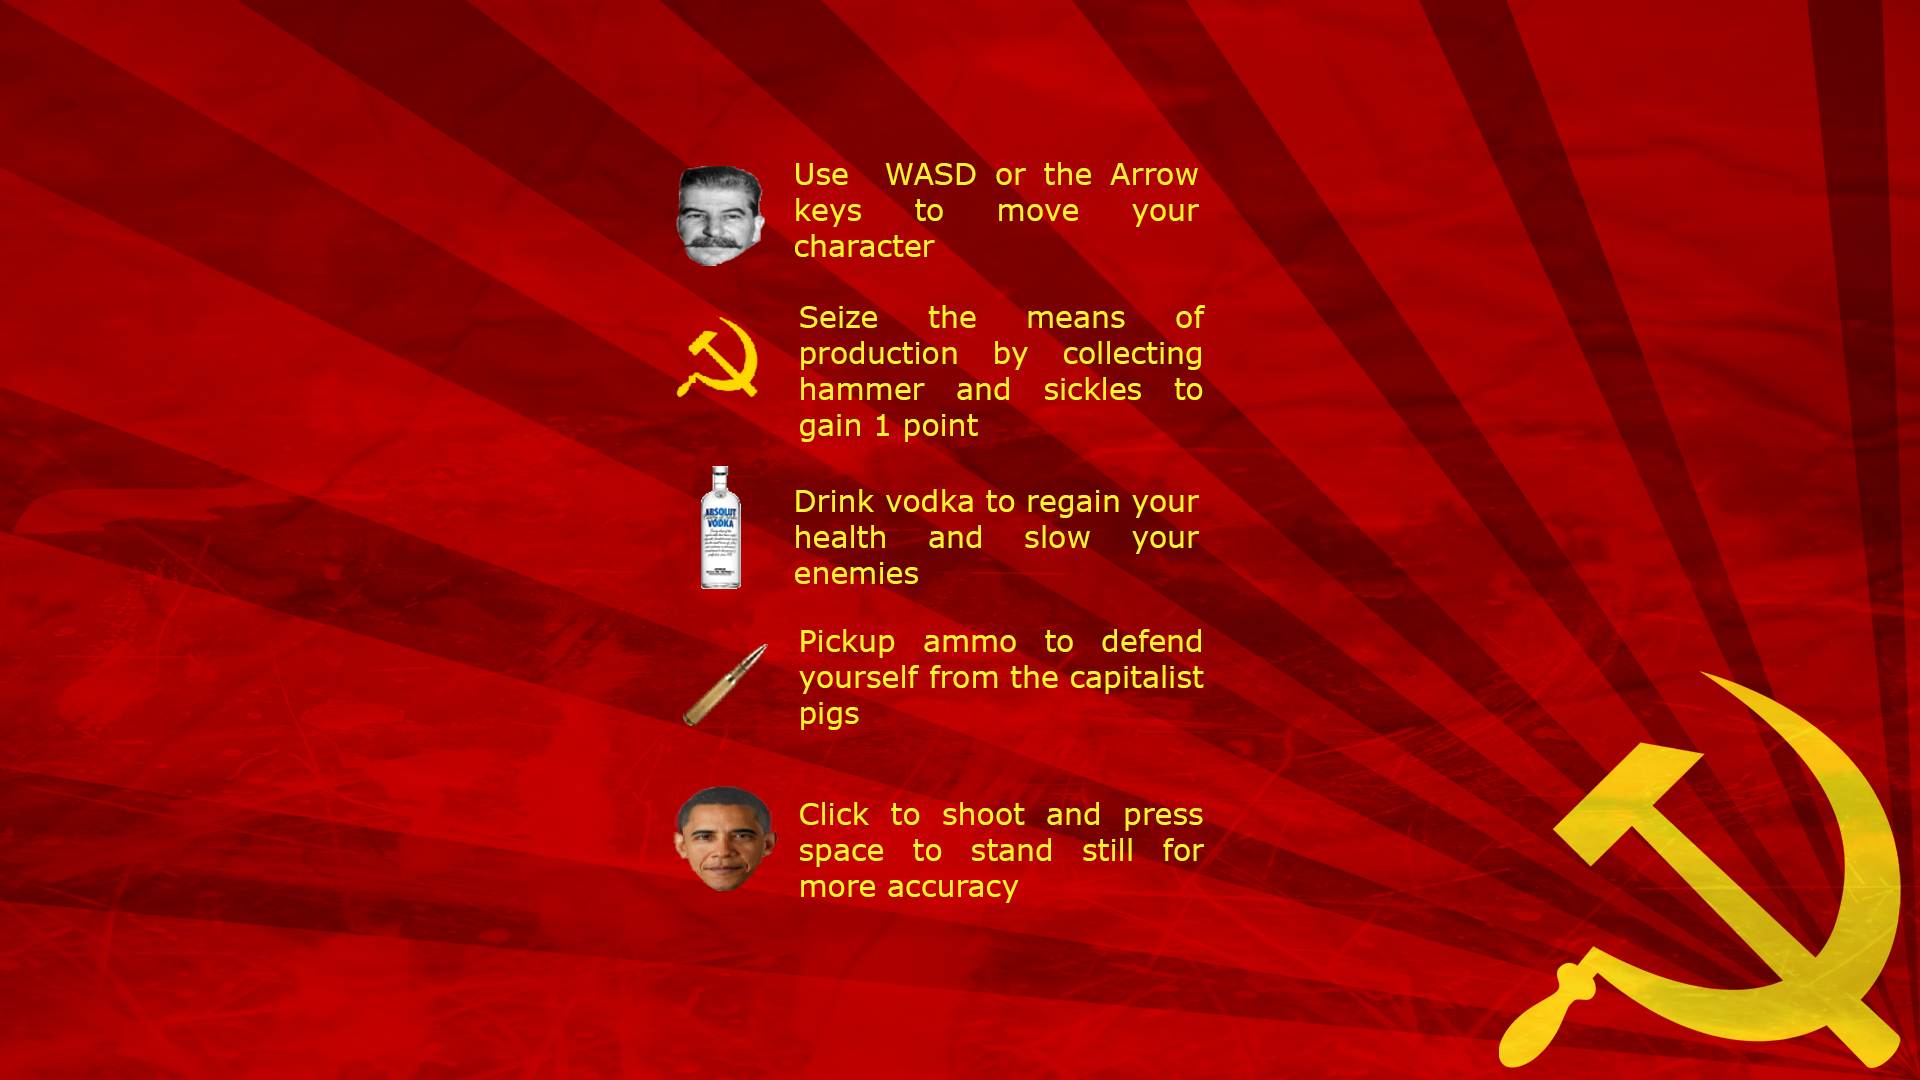 Use WASD or the Arrow
keys to move your
character
Seize the means of
production by collecting
hammer and sickles to
gain 1 point
ABSOLUT
VODKA
Drink vodka to regain your
health and slow your
enemies
Pickup ammo to defend
yourself from the capitalist
pigs
Click to shoot and press
space to stand still for
more accuracy